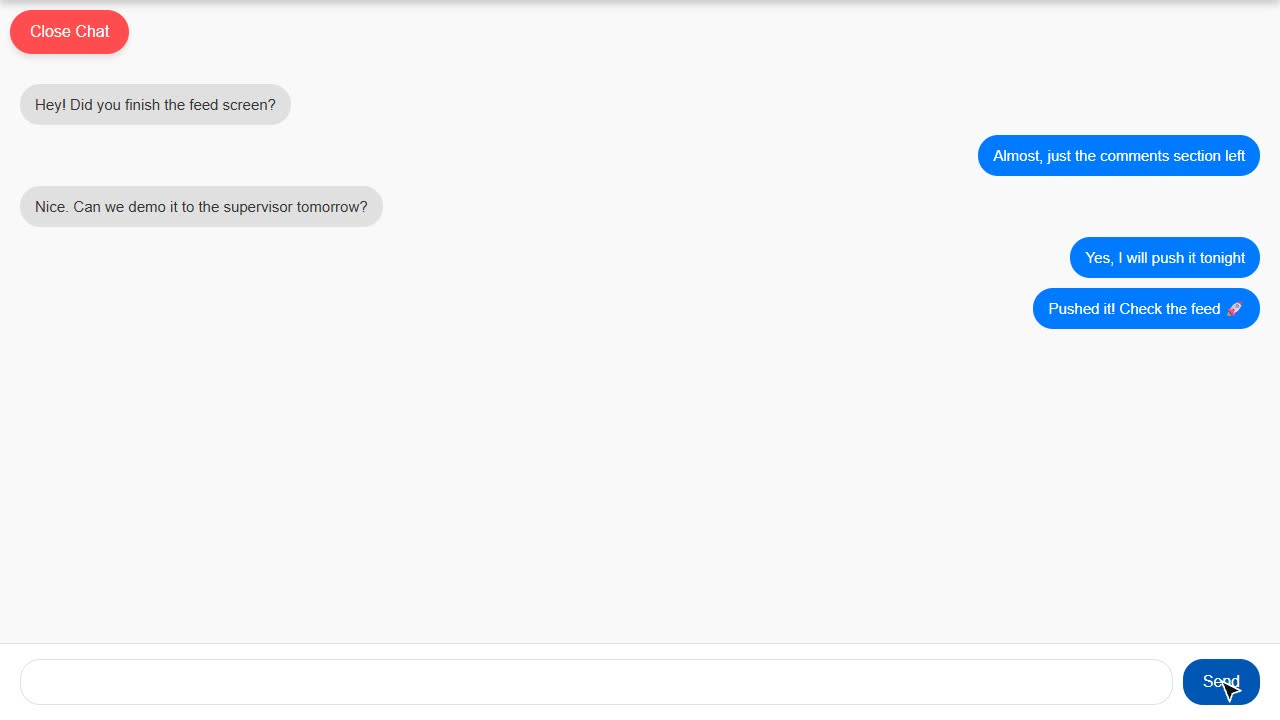 Close Chat
Hey! Did you finish the feed screen?
Almost, just the comments section left
Nice. Can we demo it to the supervisor tomorrow?
Yes, I will push it tonight
Pushed it! Check the feed 🚀
Send